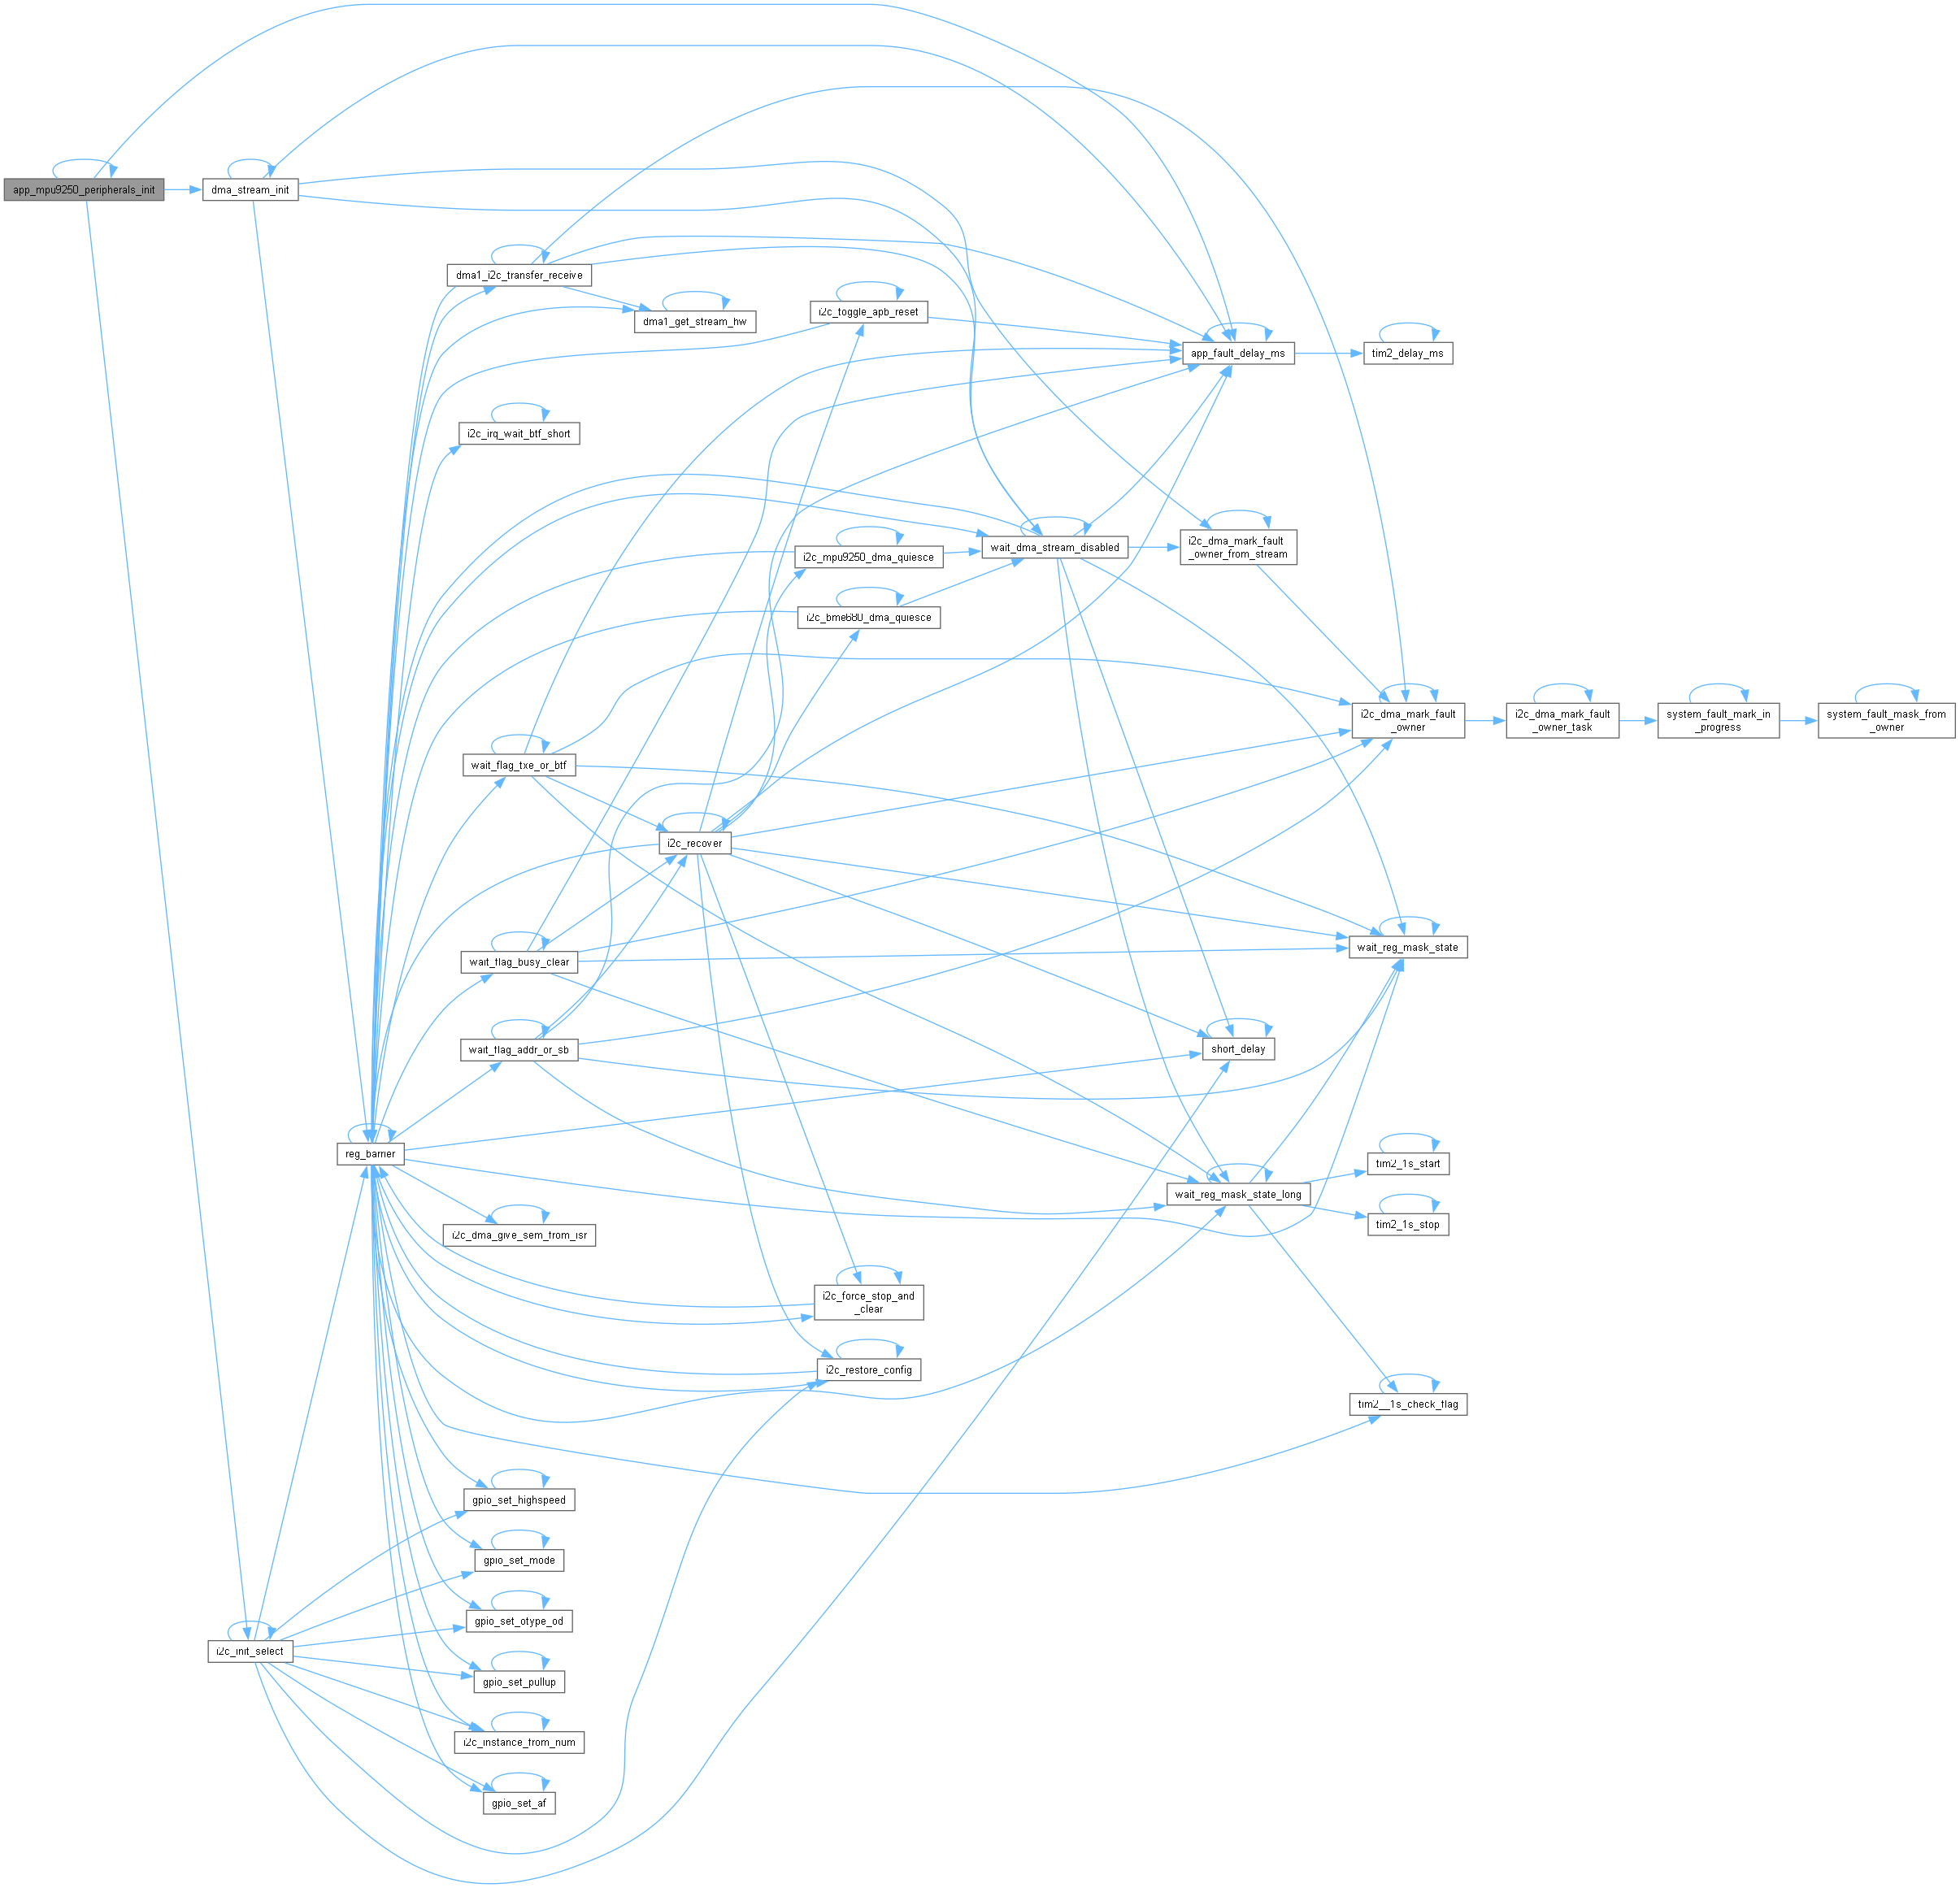 app_mpu9250_peripherals_init
dma_stream_init
dma1_i2c_transfer_receive
dma1_get_stream_hw
i2c_toggle_apb_reset
app_fault_delay_ms
tim2_delay_ms
i2c_irq_wait_btf_short
i2c_mpu9250_dma_quiesce
wait_dma_stream_disabled
i2c_dma_mark_fault
_owner_from_stream
i2c_bme680_dma_quiesce
i2c_dma_mark_fault
_owner
i2c_dma_mark_fault
_owner_task
system_fault_mark_in
_progress
system_fault_mask_from
_owner
wait_flag_txe_or_btf
i2c_recover
wait_flag_busy_clear
wait_reg_mask_state
wait_flag_addr_or_sb
short_delay
reg_barrier
wait_reg_mask_state_long
tim2_1s_start
tim2_1s_stop
i2c_dma_give_sem_from_isr
i2c_force_stop_and
_clear
i2c_restore_config
tim2__1s_check_flag
gpio_set_highspeed
gpio_set_mode
gpio_set_otype_od
i2c_init_select
gpio_set_pullup
i2c_instance_from_num
gpio_set_af